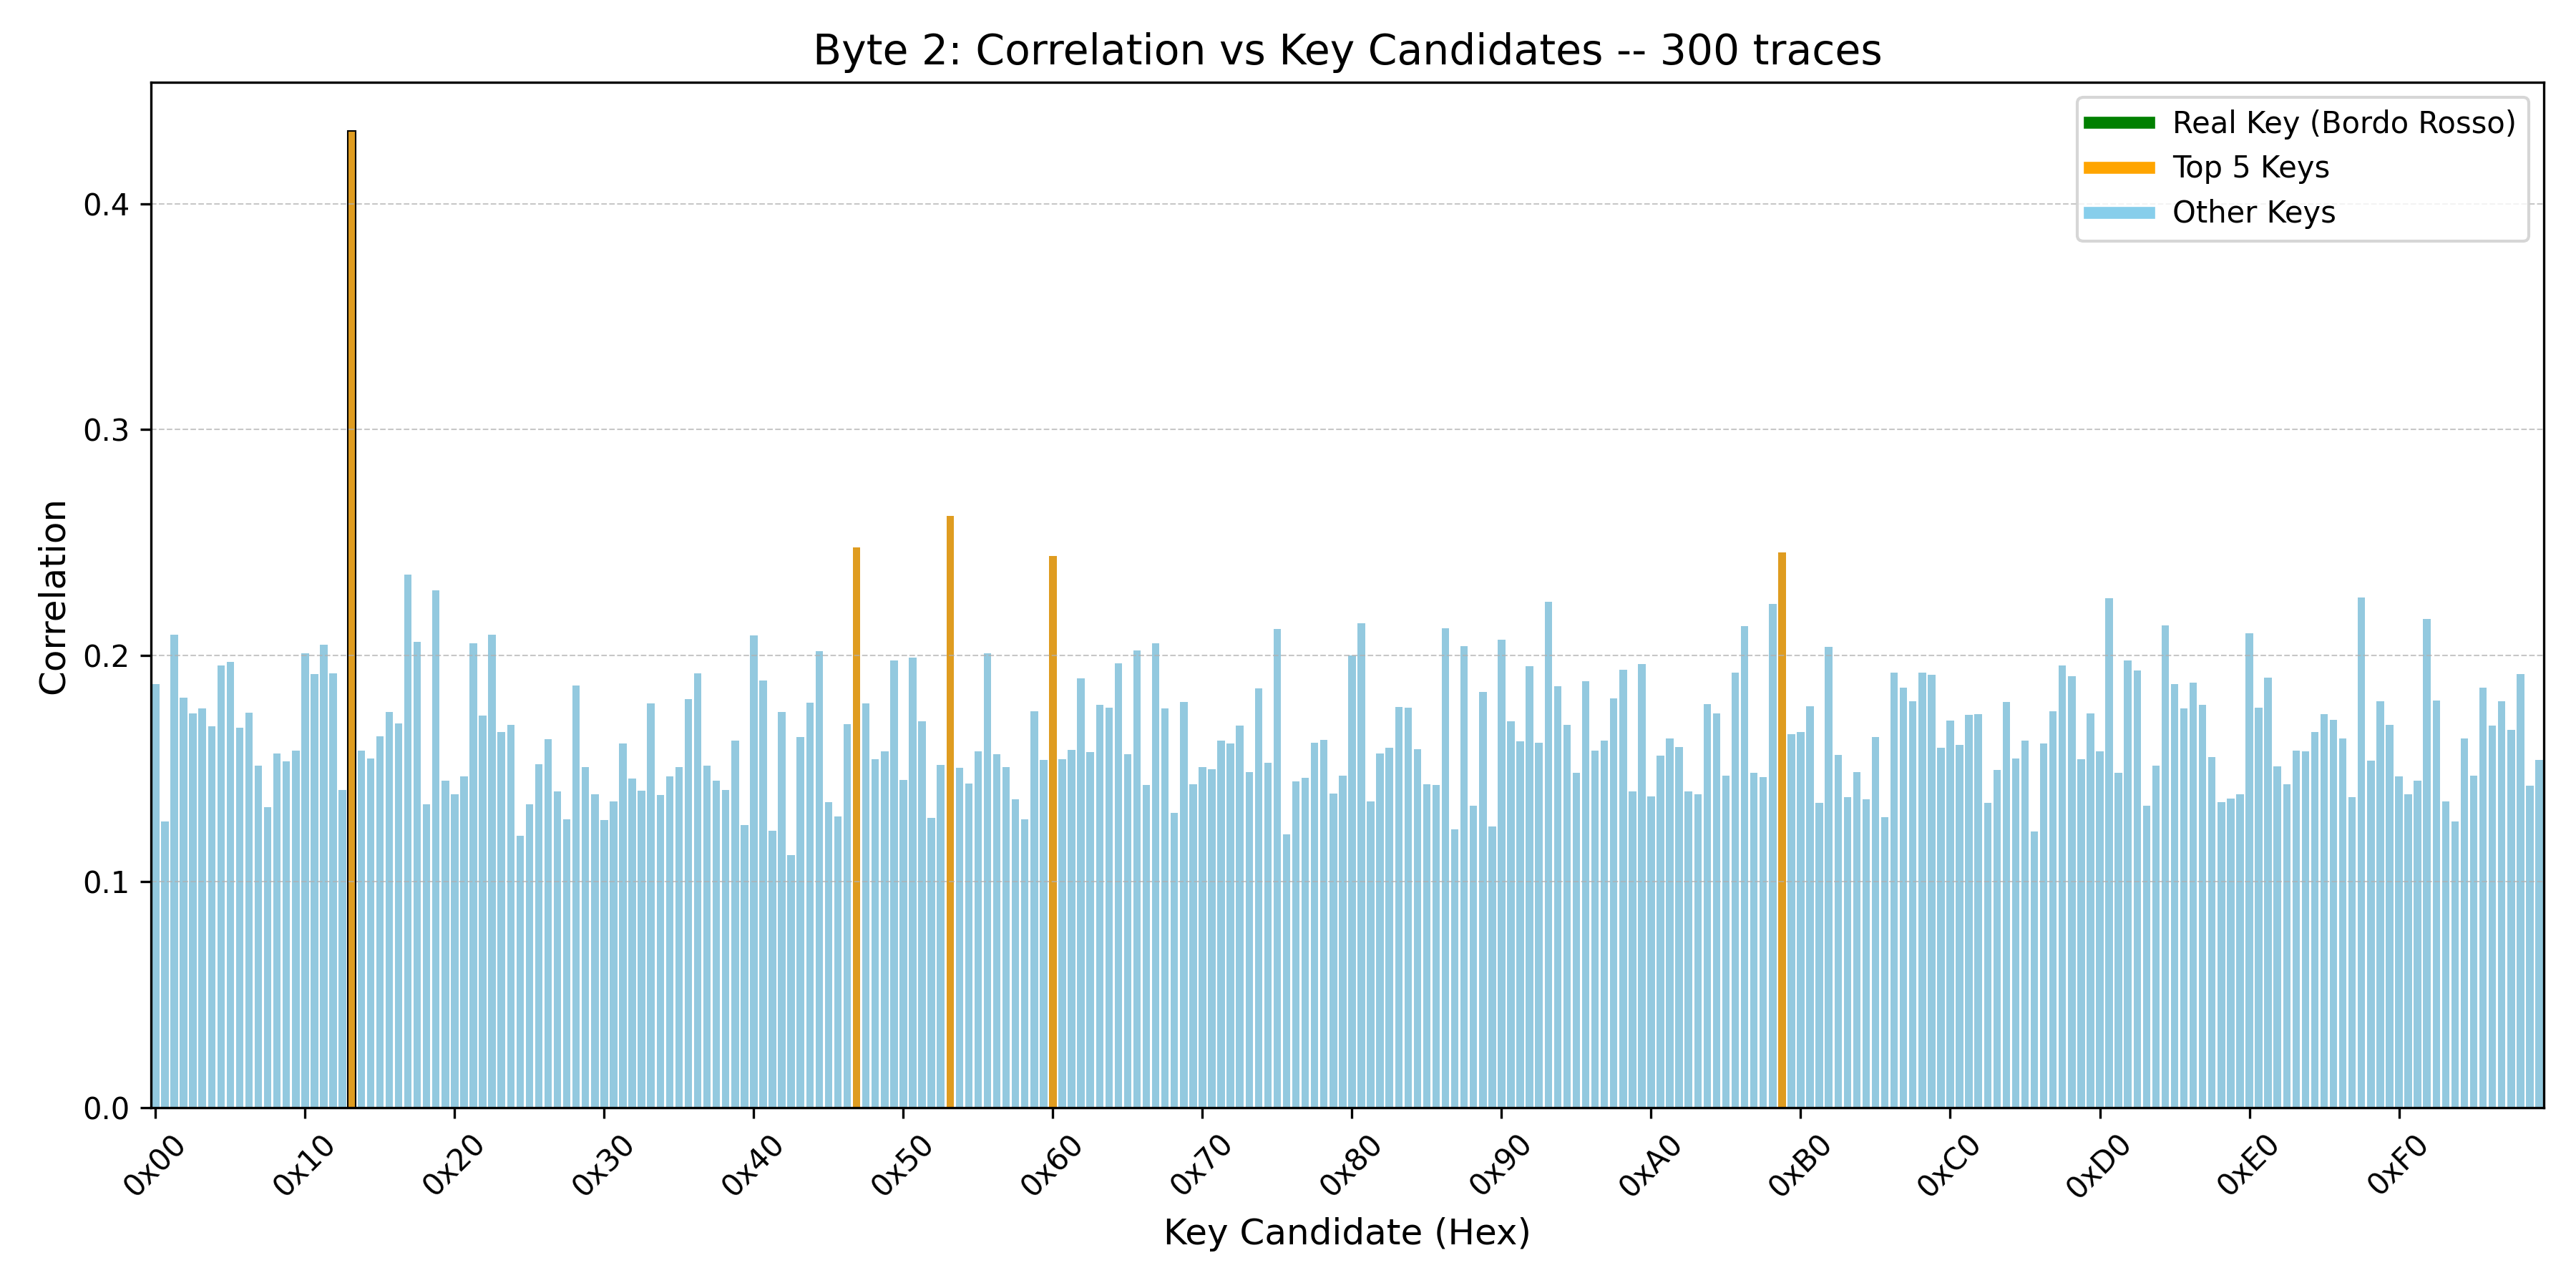 Byte 2: Correlation vs Key Candidates -- 300 traces
Real Key (Bordo Rosso)
Top 5 Keys
Other Keys
Correlation
0.4
0.3
0.2
0.1
0.0
0x00 0x10 0x20 0x30 0x40 0x50 0x60 0x70 0x80 0x90 0xA0 0xB0 0xC0 0xD0 0xE0 0xF0
Key Candidate (Hex)